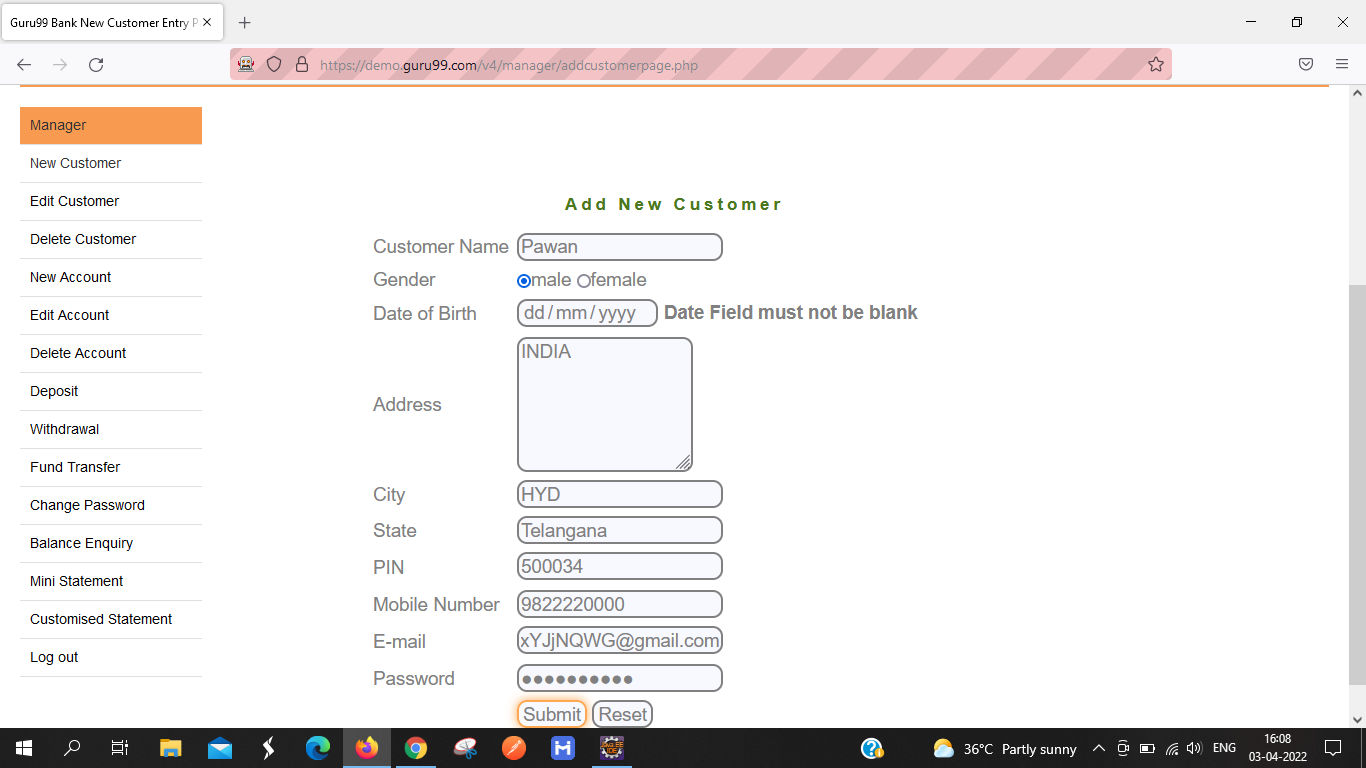 Guru99 Bank New Customer Entry P
https://demo.guru99.com/v4/manager/addcustomerpage.php
Manager
New Customer
Edit Customer
Delete Customer
New Account
Edit Account
Delete Account
Deposit
Withdrawal
Fund Transfer
Change Password
Balance Enquiry
Mini Statement
Customised Statement
Log out
Add New Customer
Customer Name Pawan
Gender male female
Date of Birth dd/mm/yyyy Date Field must not be blank
Address INDIA
City HYD
State Telangana
PIN 500034
Mobile Number 9822220000
E-mail xYJjNQWG@gmail.com
Password ●●●●●●●●●●
Submit Reset
36°C Partly sunny ENG 16:08
03-04-2022